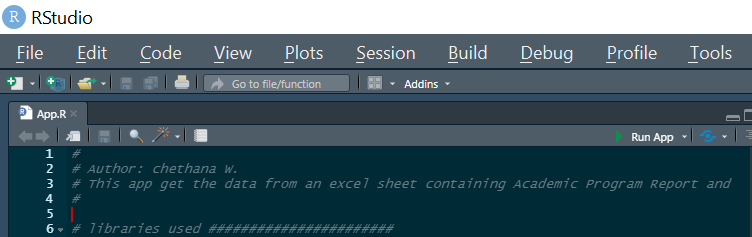 R RStudio
File Edit Code View Plots Session Build Debug Profile Tools
Go to file/function Addins
App.R
Run App
1 #
2 # Author: chethana W.
3 # This app get the data from an excel sheet containing Academic Program Report and
4 #
5
6 # libraries used #######################